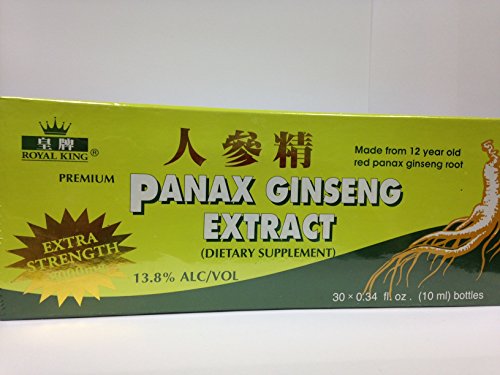 皇牌
ROYAL KING®
PREMIUM
人參精
PANAX GINSENG
EXTRACT
(DIETARY SUPPLEMENT)
Made from 12 year old
red panax ginseng root
EXTRA
STRENGTH
13.8% ALC/VOL
30 × 0.34 fl. oz. (10 ml) bottles